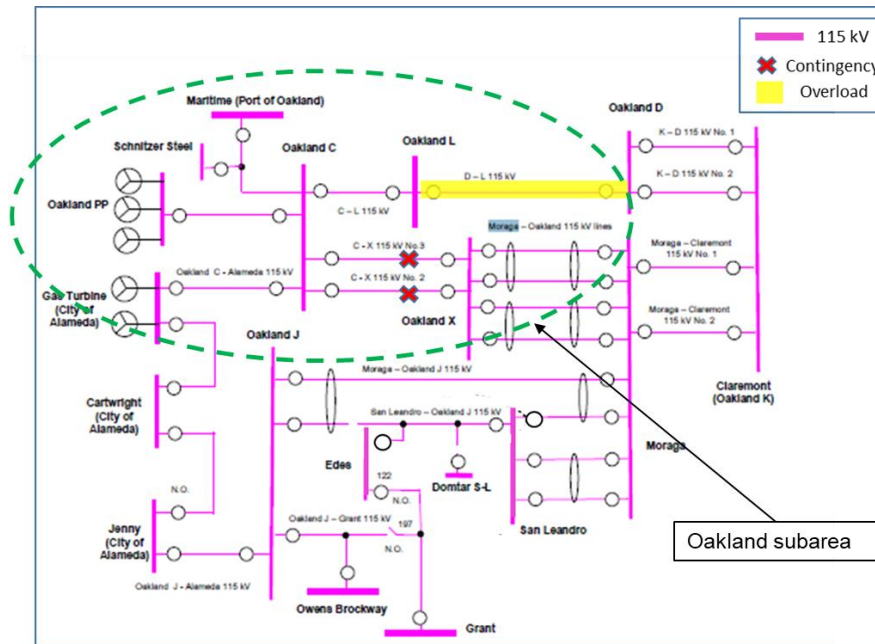 115 kV
Contingency
Overload
Maritime (Port of Oakland)
Schnitzer Steel
Oakland C
Oakland L
Oakland D
K – D 115 kV No. 1
K – D 115 kV No. 2
D – L 115 kV
C – L 115 kV
Oakland PP
Moraga – Oakland 115 kV lines
C - X 115 kV No.3
C - X 115 kV No. 2
Oakland C - Alameda 115 kV
Gas Turbine
(City of
Alameda)
Oakland X
Oakland J
Moraga – Claremont
115 kV No. 1
Moraga – Claremont
115 kV No. 2
Claremont
(Oakland K)
Moraga – Oakland J 115 kV
Cartwright
(City of
Alameda)
San Leandro – Oakland J 115 kV
Edes
Moraga
122
N.O.
Domtar S-L
San Leandro
N.O.
Jenny
(City of
Alameda)
Oakland J – Grant 115 kV
197
N.O.
Oakland subarea
Oakland J - Alameda 115 kV
Owens Brockway
Grant